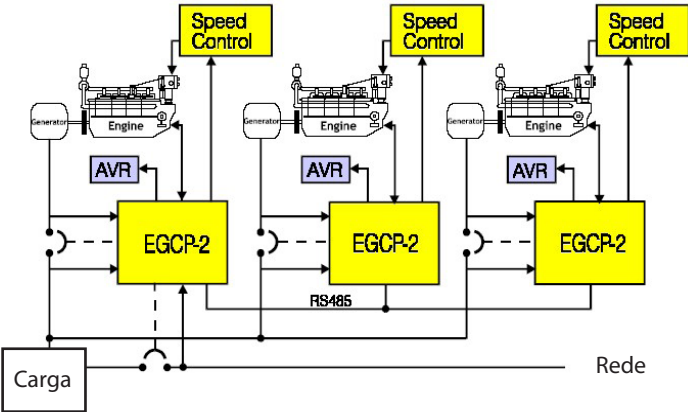 Speed
Control
Speed
Control
Speed
Control
Generator
Engine
Generator
Engine
Generator
Engine
AVR
AVR
AVR
EGCP-2
EGCP-2
EGCP-2
RS485
Carga
Rede